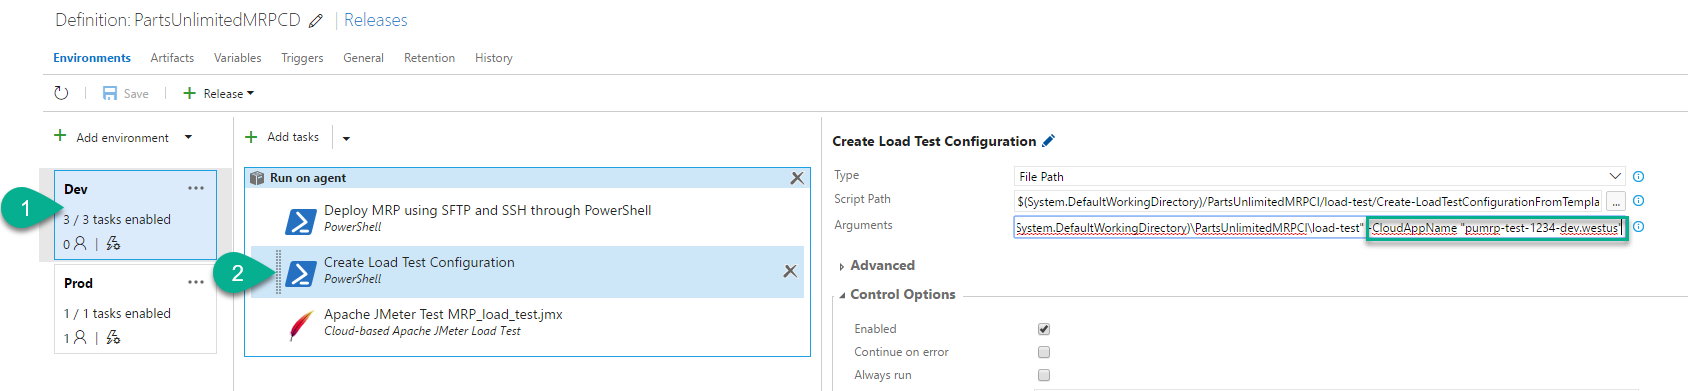 Definition: PartsUnlimitedMRPCD | Releases
Environments Artifacts Variables Triggers General Retention History
Save + Release
+ Add environment
+ Add tasks
Create Load Test Configuration
Dev ...
3 / 3 tasks enabled
0
1
Prod ...
1 / 1 tasks enabled
1
Run on agent
Deploy MRP using SFTP and SSH through PowerShell
PowerShell
2
Create Load Test Configuration
PowerShell
Apache JMeter Test MRP_load_test.jmx
Cloud-based Apache JMeter Load Test
Type File Path
Script Path $(System.DefaultWorkingDirectory)/PartsUnlimitedMRPCI/load-test/Create-LoadTestConfigurationFromTempla ...
Arguments System.DefaultWorkingDirectory)\PartsUnlimitedMRPCI\load-test" -CloudAppName "pumrp-test-1234-dev.westus"
Advanced
Control Options
Enabled
Continue on error
Always run